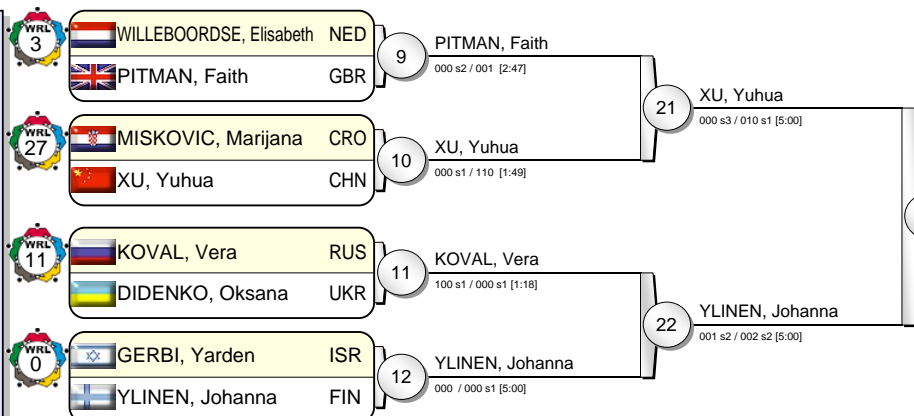 WRL
3
WILLEBOORDSE, Elisabeth NED
PITMAN, Faith GBR
9
PITMAN, Faith
000 s2 / 001 [2:47]
WRL
27
MISKOVIC, Marijana CRO
XU, Yuhua CHN
10
XU, Yuhua
000 s1 / 110 [1:49]
21
XU, Yuhua
000 s3 / 010 s1 [5:00]
WRL
11
KOVAL, Vera RUS
DIDENKO, Oksana UKR
11
KOVAL, Vera
100 s1 / 000 s1 [1:18]
WRL
0
GERBI, Yarden ISR
YLINEN, Johanna FIN
12
YLINEN, Johanna
000 / 000 s1 [5:00]
22
YLINEN, Johanna
001 s2 / 002 s2 [5:00]